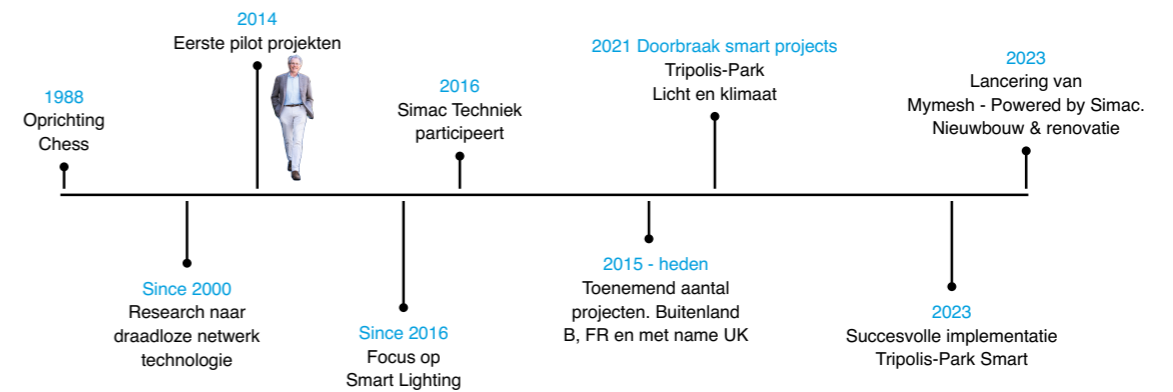 1988
Oprichting
Chess
2014
Eerste pilot projekten
2016
Simac Techniek
participeert
2021 Doorbraak smart projects
Tripolis-Park
Licht en klimaat
2023
Lancering van
Mymesh - Powered by Simac.
Nieuwbouw & renovatie
Since 2000
Research naar
draadloze netwerk
technologie
Since 2016
Focus op
Smart Lighting
2015 - heden
Toenemend aantal
projecten. Buitenland
B, FR en met name UK
2023
Succesvolle implementatie
Tripolis-Park Smart